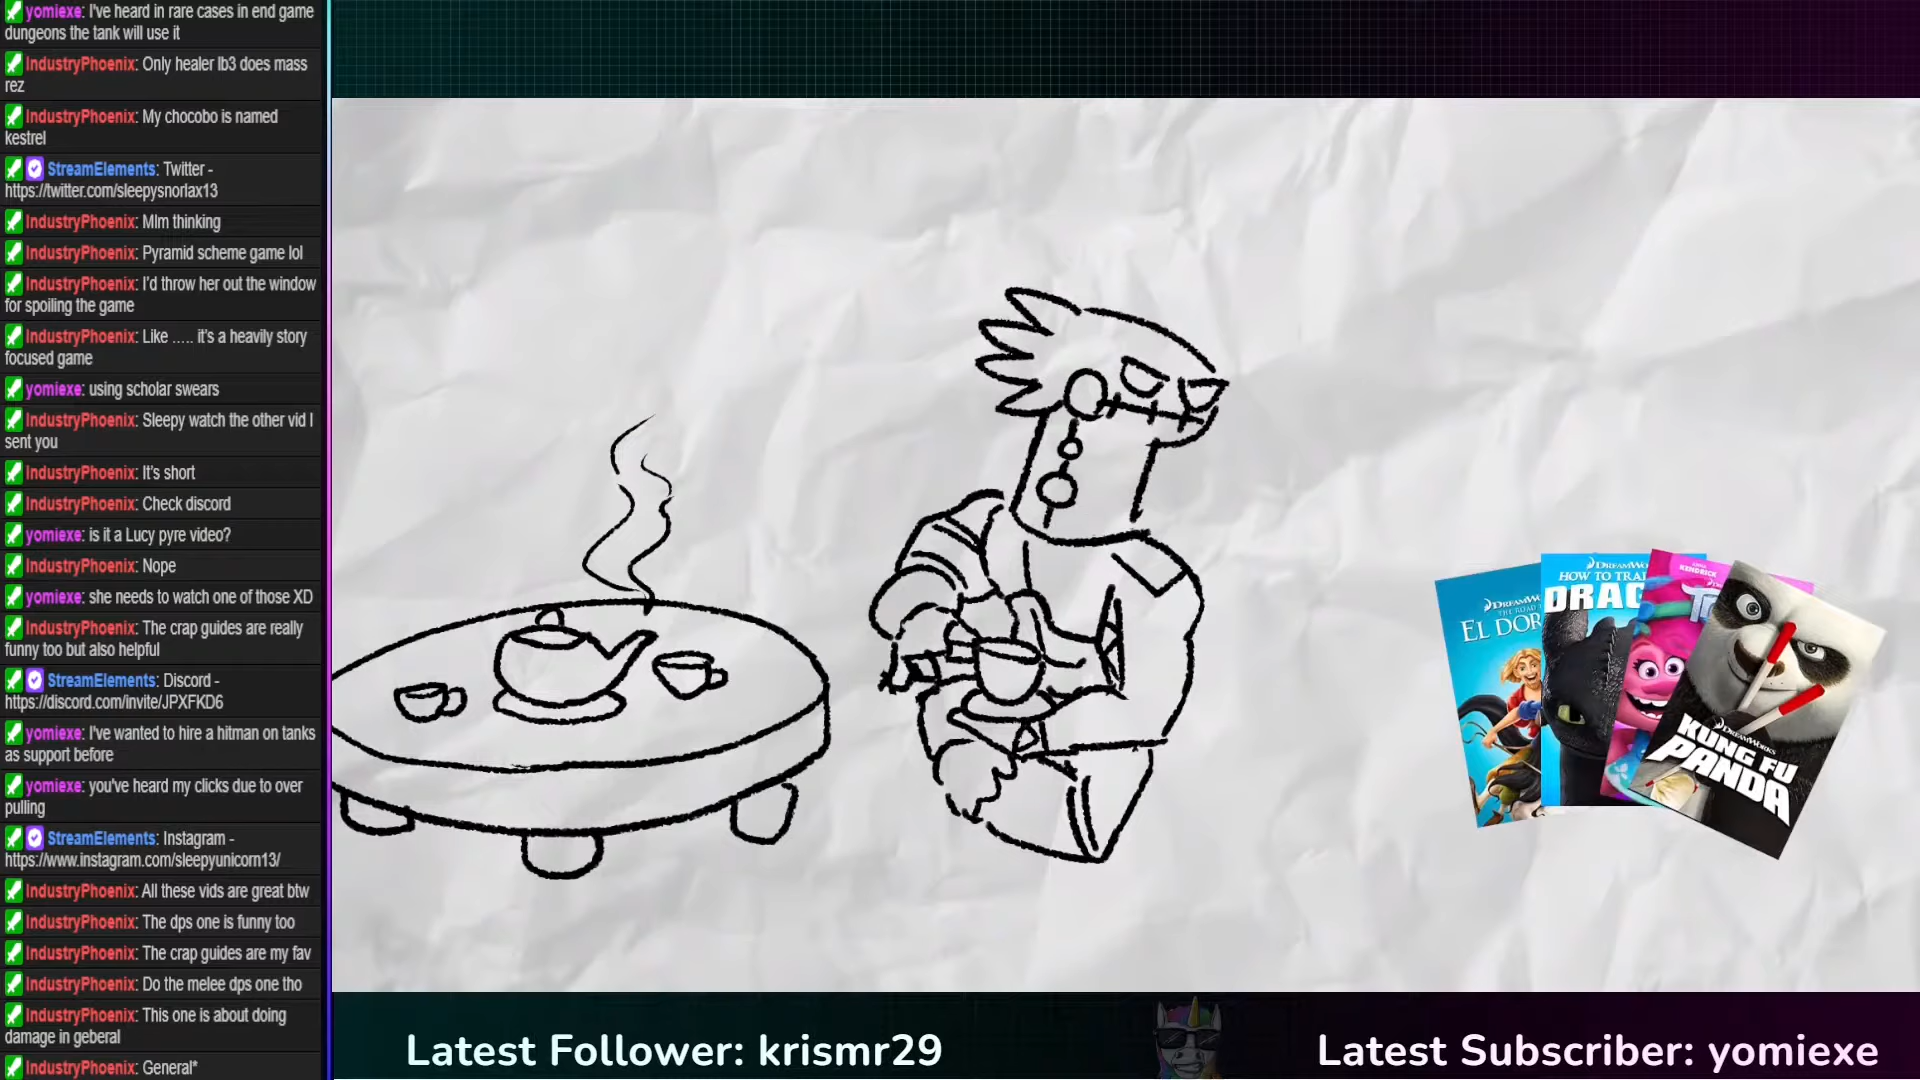 yomiexe: I've heard in rare cases in end game
dungeons the tank will use it
IndustryPhoenix: Only healer lb3 does mass
rez
IndustryPhoenix: My chocobo is named
kestrel
StreamElements: Twitter -
https://twitter.com/sleepysnorlax13
IndustryPhoenix: Mlm thinking
IndustryPhoenix: Pyramid scheme game lol
IndustryPhoenix: I'd throw her out the window
for spoiling the game
IndustryPhoenix: Like ..... it's a heavily story
focused game
yomiexe: using scholar swears
IndustryPhoenix: Sleepy watch the other vid I
sent you
IndustryPhoenix: It's short
IndustryPhoenix: Check discord
yomiexe: is it a Lucy pyre video?
IndustryPhoenix: Nope
yomiexe: she needs to watch one of those XD
IndustryPhoenix: The crap guides are really
funny too but also helpful
StreamElements: Discord -
https://discord.com/invite/JPXFKD6
yomiexe: I've wanted to hire a hitman on tanks
as support before
yomiexe: you've heard my clicks due to over
pulling
StreamElements: Instagram -
https://www.instagram.com/sleepyunicorn13/
IndustryPhoenix: All these vids are great btw
IndustryPhoenix: The dps one is funny too
IndustryPhoenix: The crap guides are my fav
IndustryPhoenix: Do the melee dps one tho
IndustryPhoenix: This one is about doing
damage in geberal
IndustryPhoenix: General*
DREAMW
THE ROAD T
EL DOR
DREAMWO
HOW TO TRAI
DRAG
KENDRICK
DREAMWORKS
KUNG FU
PANDA
Latest Follower: krismr29
Latest Subscriber: yomiexe